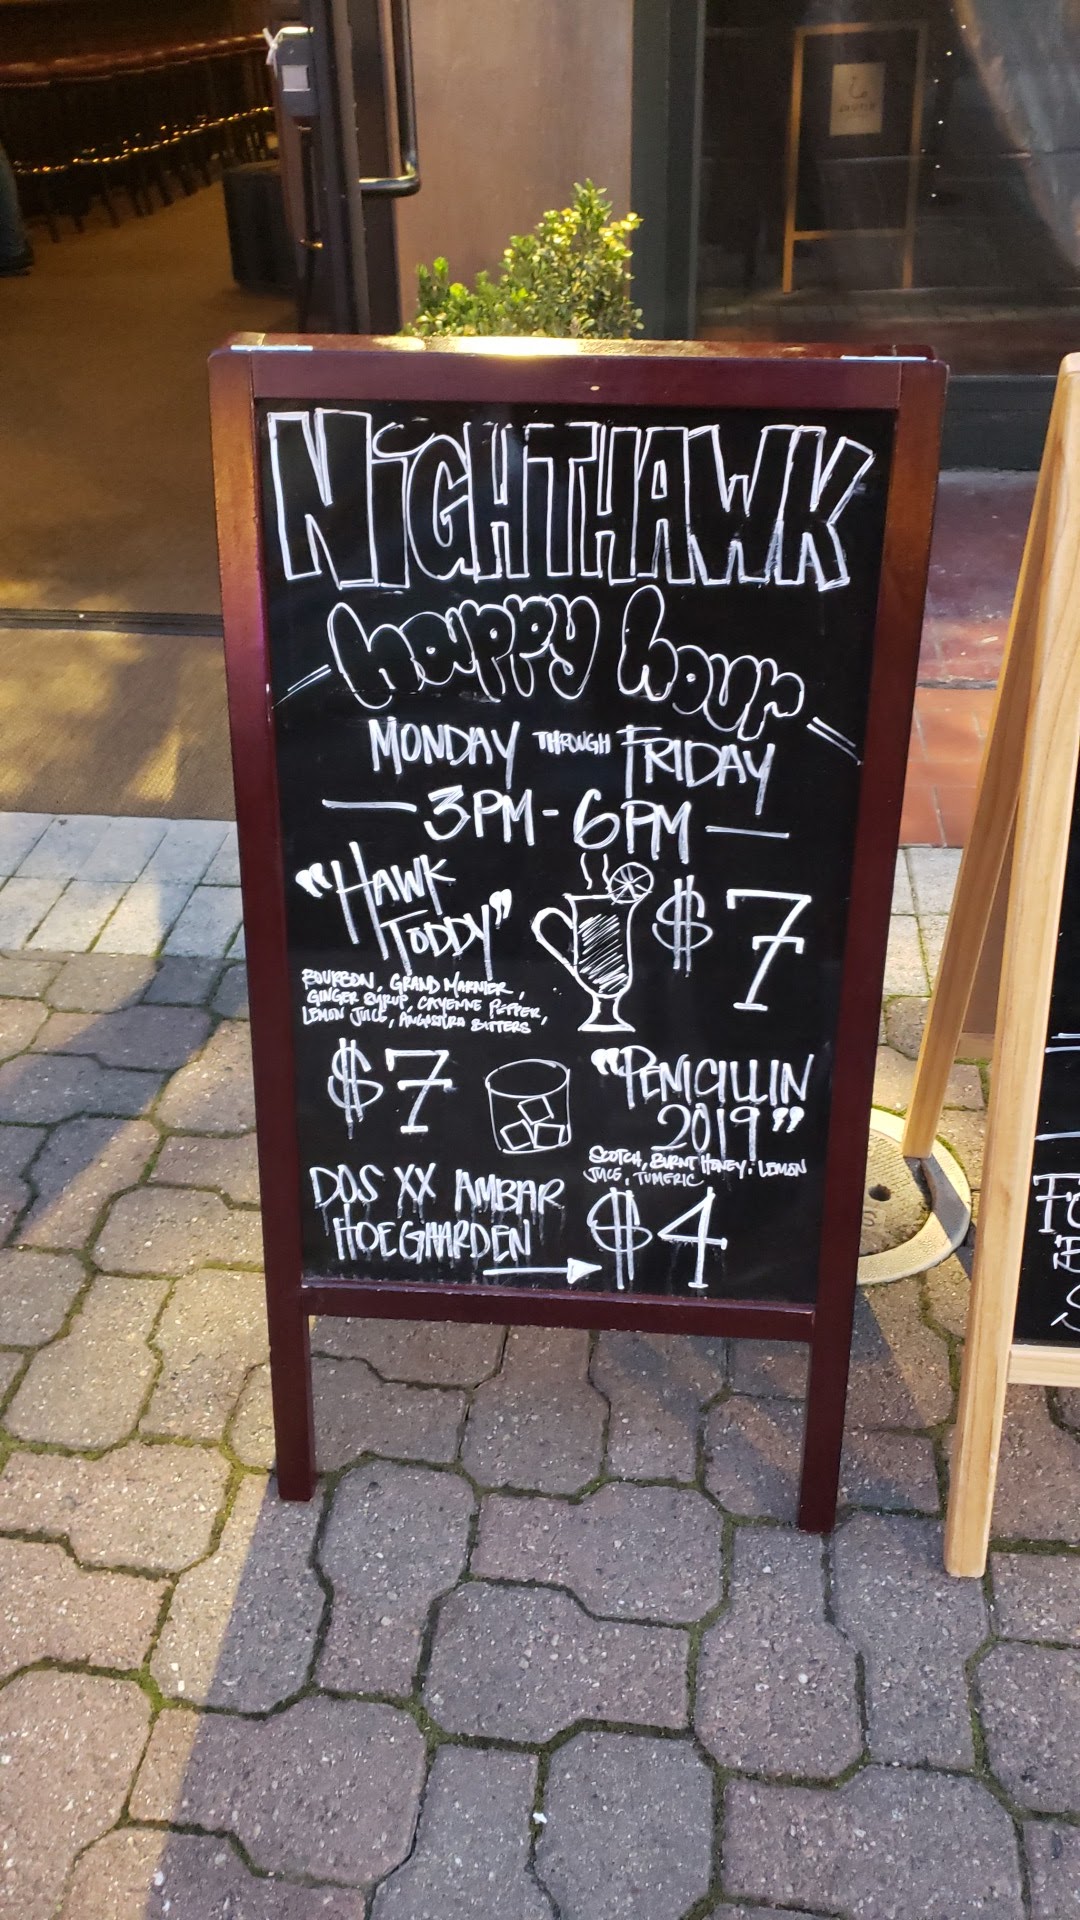 NiGHTHAWK
happy hour
MONDAY THROUGH FRIDAY
3PM - 6PM
"HAWK
TODDY"
$7
BOURBON, GRAND MARNIER,
GINGER SYRUP, CAYENNE PEPPER,
LEMON JUICE, ANGOSTURA BITTERS
$7
"PENICILLIN
2019"
SCOTCH, BURNT HONEY, LEMON
JUICE, TUMERIC
DOS XX AMBAR
HOEGAARDEN
$4